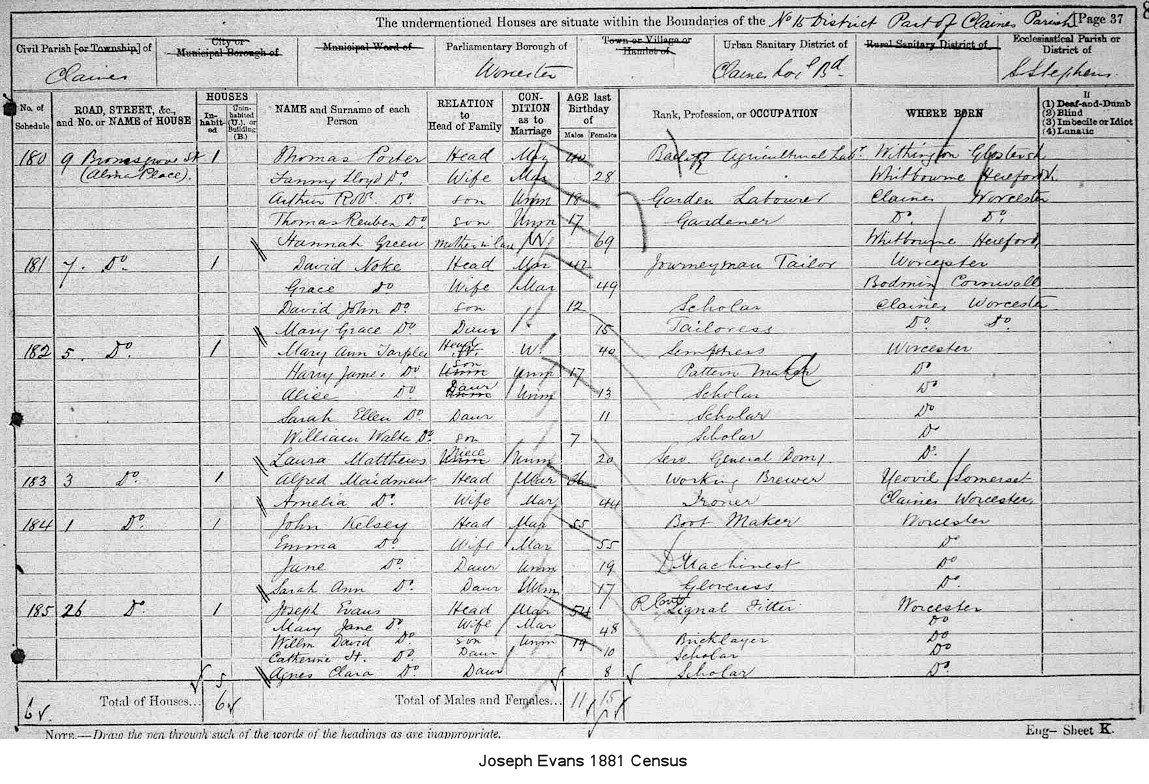 The undermentioned Houses are situate within the Boundaries of the No 15 District Part of Claines Parish [Page 37
Civil Parish [or Township] of
City or Municipal Borough of
Municipal Ward of
Parliamentary Borough of
Town or Village or Hamlet of
Urban Sanitary District of
Rural Sanitary District of
Ecclesiastical Parish or District of
Claines Worcester Claines Bd S Stephens
No. of Schedule
ROAD, STREET, &c., and No. or NAME of HOUSE
HOUSES
Inhabited
Uninhabited (U.), or Building (B.)
NAME and Surname of each Person
RELATION to Head of Family
CONDITION as to Marriage
AGE last Birthday of
Males Females
Rank, Profession, or OCCUPATION
WHERE BORN
If (1) Deaf-and-Dumb (2) Blind (3) Imbecile or Idiot (4) Lunatic
180 9 Bromsgrove St 1 Thomas Porter Head Mar 40 Agricultural Labr Withington
(Alma Place) Fanny Lloyd Do Wife Mar 28 Whitbourne Hereford
Arthur Do son Unm 18 Garden Labourer Claines Worcester
Thomas Reuben Do son Unm 17 Gardener Do Do
Hannah Green Mother in Law W 69 Whitbourne Hereford
181 7. Do 1 David Noke Head Mar Journeyman Tailor Worcester
Grace Do Wife Mar 49 Bodmin Cornwall
David John Do son 12 Scholar Claines Worcester
Mary Grace Do Daur 15 Tailoress Do Do
182 5. Do 1 Mary Ann Head W 40 Worcester
Harry James Do son Unm 17 Pattern Maker Do
Alice Do Daur Unm 13 Scholar Do
Sarah Ellen Do Daur 11 Scholar Do
William Walter Do son 7 Scholar Do
Laura Matthews Niece Unm 20 Serv General Dom Do
183 3 Do 1 Alfred Maidment Head Mar Working Brewer Yeovil Somerset
Amelia Do Wife Mar 44 Ironer Claines Worcester
184 1 Do 1 John Kelsey Head Mar 55 Boot Maker Worcester
Emma Do Wife Mar 55 Do
Jane Do Daur Unm 19 Machinest Do
Sarah Ann Do Daur Unm 17 Gloveress Do
185 26 Do 1 Joseph Evans Head Mar 54 Signal Fitter Worcester
Mary Jane Do Wife Mar 48 Do
Willm David Do son Unm 19 Bricklayer Do
Catherine H. Do Daur 10 Scholar Do
Agnes Clara Do Daur 8 Scholar Do
6 Total of Houses... 5 6 Total of Males and Females... 11 15
NOTE.—Draw the pen through such of the words of the headings as are inappropriate.
Eng— Sheet K.
Joseph Evans 1881 Census